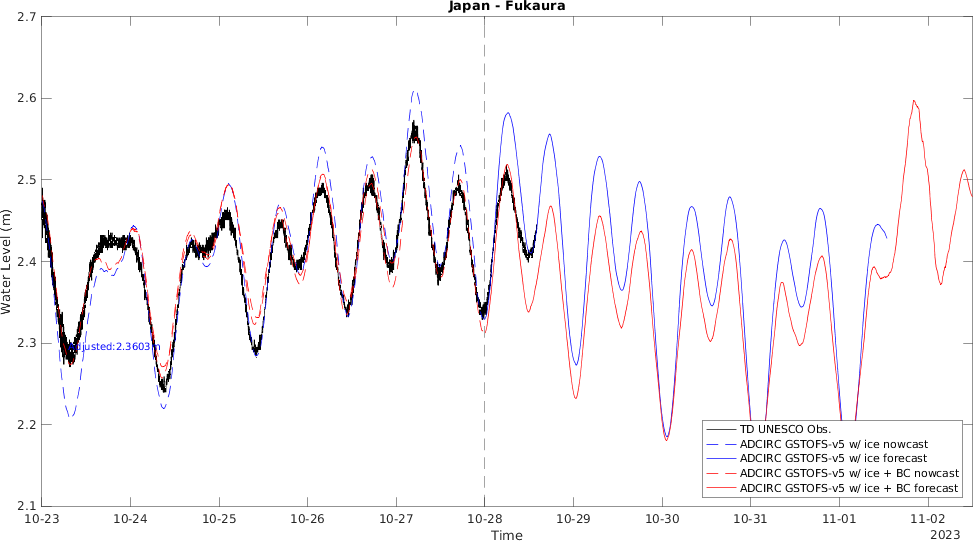 Japan - Fukaura
2.7
2.6
2.5
2.4
2.3
2.2
2.1
Water Level (m)
adjusted:2.3603m
TD UNESCO Obs.
ADCIRC GSTOFS-v5 w/ ice nowcast
ADCIRC GSTOFS-v5 w/ ice forecast
ADCIRC GSTOFS-v5 w/ ice + BC nowcast
ADCIRC GSTOFS-v5 w/ ice + BC forecast
10-23 10-24 10-25 10-26 10-27 10-28 10-29 10-30 10-31 11-01 11-02
Time
2023